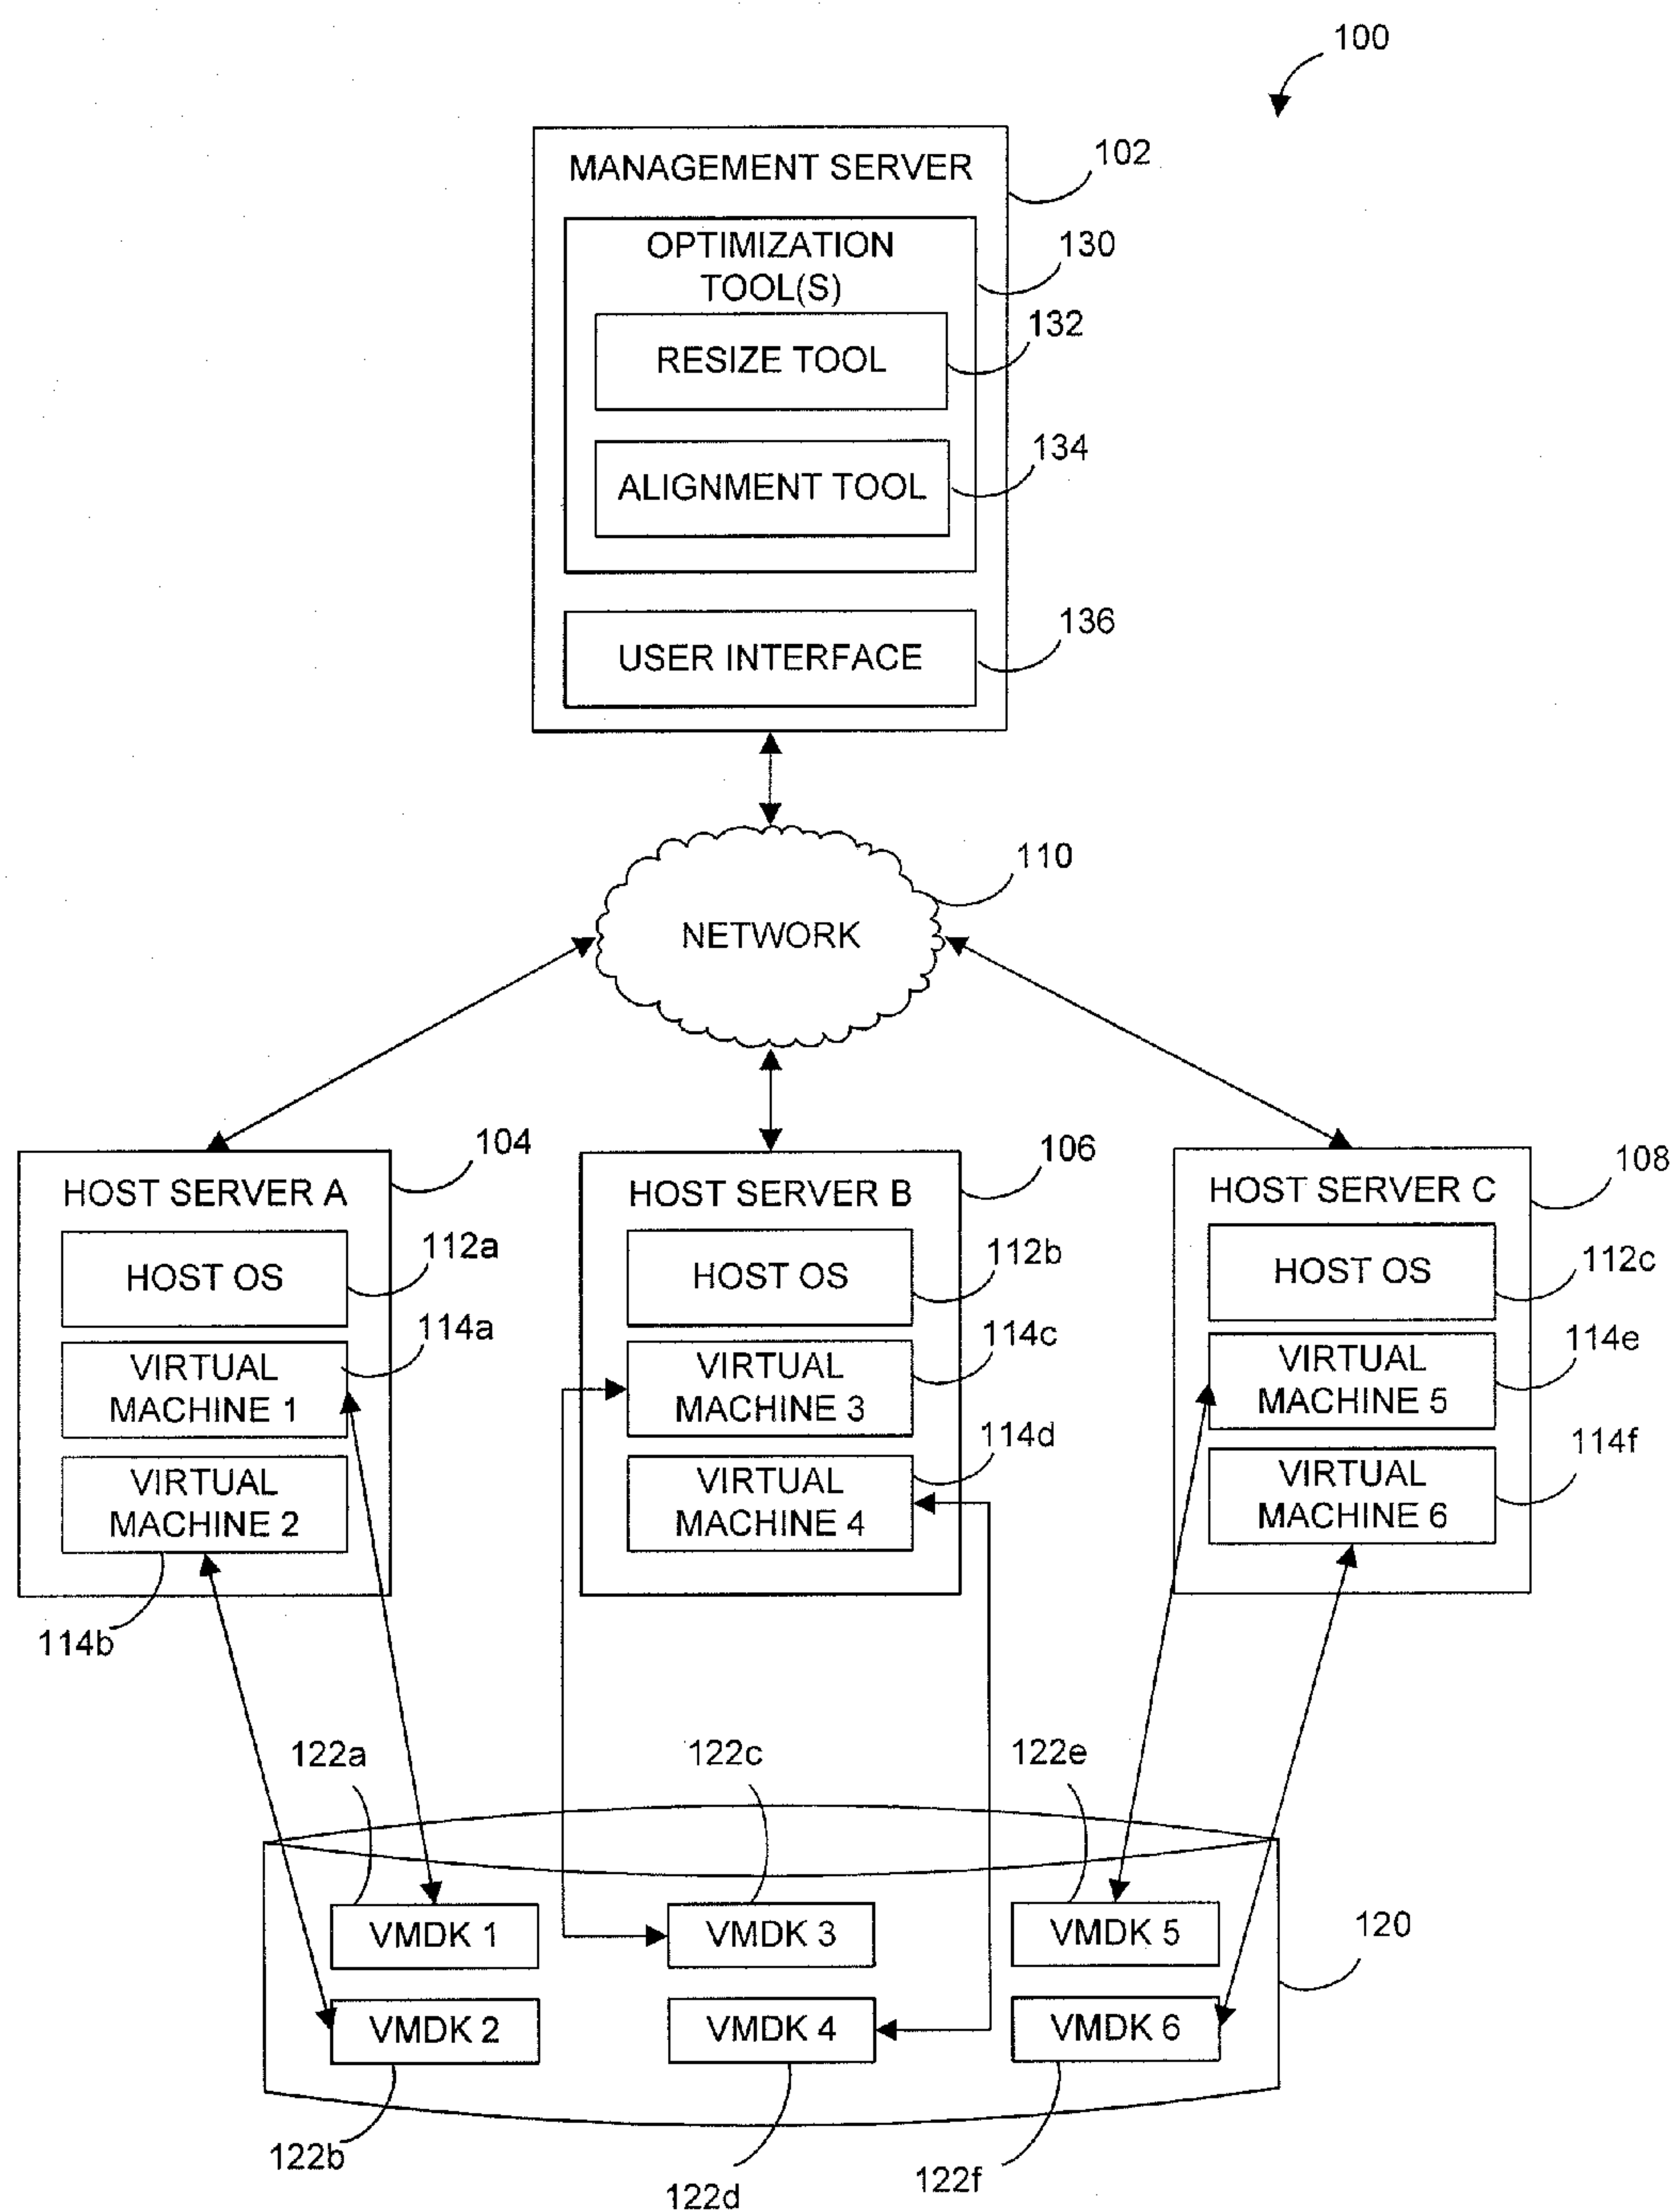 100
MANAGEMENT SERVER
102
OPTIMIZATION
TOOL(S)
130
RESIZE TOOL
132
ALIGNMENT TOOL
134
USER INTERFACE
136
NETWORK
110
HOST SERVER A
104
HOST OS
112a
VIRTUAL
MACHINE 1
114a
VIRTUAL
MACHINE 2
114b
HOST SERVER B
106
HOST OS
112b
VIRTUAL
MACHINE 3
114c
VIRTUAL
MACHINE 4
114d
HOST SERVER C
108
HOST OS
112c
VIRTUAL
MACHINE 5
114e
VIRTUAL
MACHINE 6
114f
122a
122c
122e
VMDK 1
VMDK 3
VMDK 5
120
VMDK 2
VMDK 4
VMDK 6
122b
122d
122f